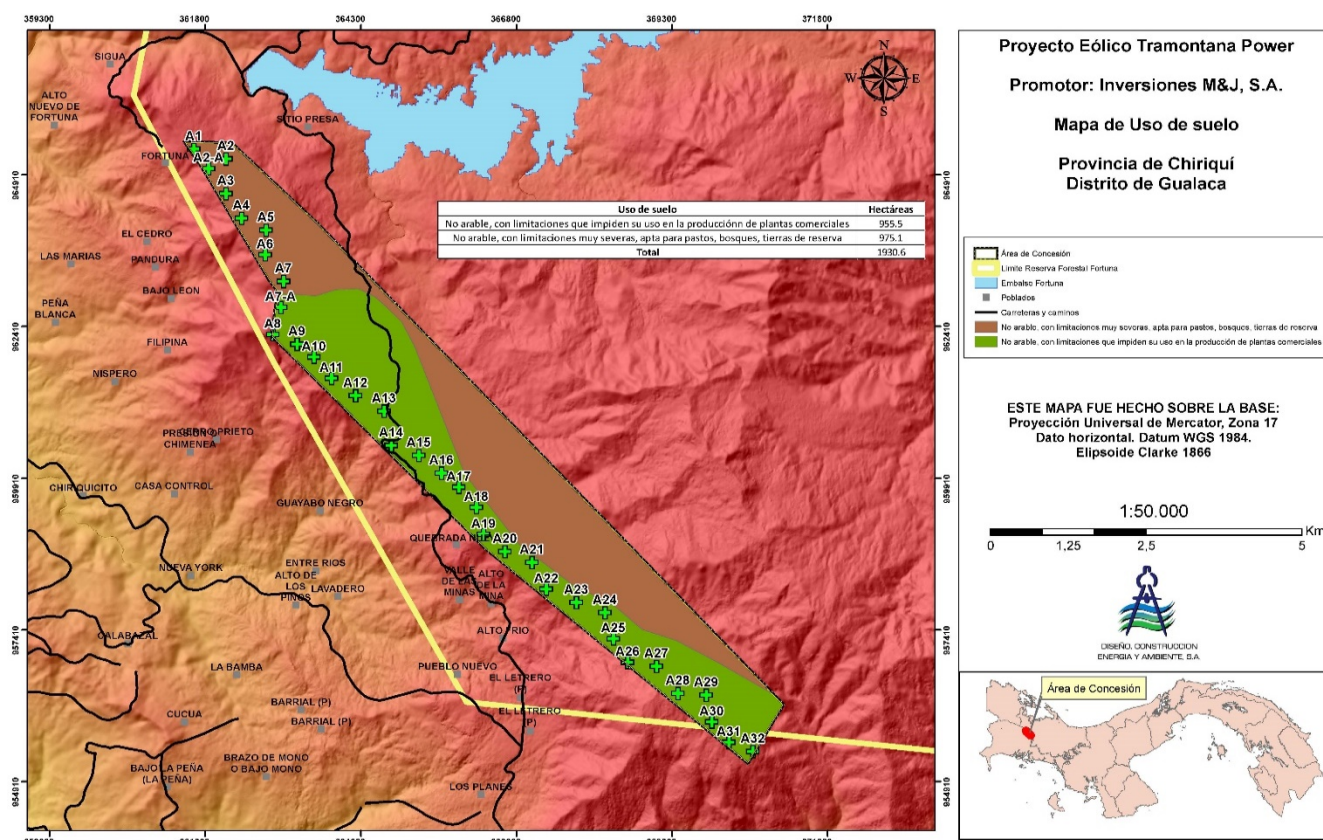 359300
361800
364300
366800
369300
371800
964910
962410
959910
957410
954910
SIGUA
ALTO
NUEVO DE
FORTUNA
SITIO PRESA
FORTUNA
EL CEDRO
LAS MARIAS
PANDURA
BAJO LEON
PEÑA
BLANCA
FILIPINA
NISPERO
CERRO PRIETO
CHIMENEA
CHIRIQUICITO
CASA CONTROL
GUAYABO NEGRO
NUEVA YORK
ENTRE RIOS
ALTO DE
LOS
PINOS
LAVADERO
CALABAZAL
LA BAMBA
CUCUA
BARRIAL (P)
BARRIAL (P)
BAJO LA PEÑA
(LA PEÑA)
BRAZO DE MONO
O BAJO MONO
LOS PLANES
QUEBRADA
VALLE
DE LAS
MINAS
ALTO
DE LA
MINA
ALTO FRIO
PUEBLO NUEVO
EL LETRERO
(P)
EL LETRERO
(P)
A1
A2
A2-A
A3
A4
A5
A6
A7
A7-A
A8
A9
A10
A11
A12
A13
A14
A15
A16
A17
A18
A19
A20
A21
A22
A23
A24
A25
A26
A27
A28
A29
A30
A31
A32
N
W E
S
Uso de suelo Hectáreas
No arable, con limitaciones que impiden su uso en la producciónn de plantas comerciales 955.5
No arable, con limitaciones muy severas, apta para pastos, bosques, tierras de reserva 975.1
Total 1930.6
964910
962410
959910
957410
954910
Proyecto Eólico Tramontana Power
Promotor: Inversiones M&J, S.A.
Mapa de Uso de suelo
Provincia de Chiriquí
Distrito de Gualaca
Área de Concesión
Limite Reserva Forestal Fortuna
Embalse Fortuna
Poblados
Carreteras y caminos
No arable, con limitaciones muy severas, apta para pastos, bosques, tierras de reserva
No arable, con limitaciones que impiden su uso en la producción de plantas comerciales
ESTE MAPA FUE HECHO SOBRE LA BASE:
Proyección Universal de Mercator, Zona 17
Dato horizontal. Datum WGS 1984.
Elipsoide Clarke 1866
1:50.000
0 1,25 2,5 5
Km
DISEÑO, CONSTRUCCION
ENERGIA Y AMBIENTE, S.A.
Área de Concesión